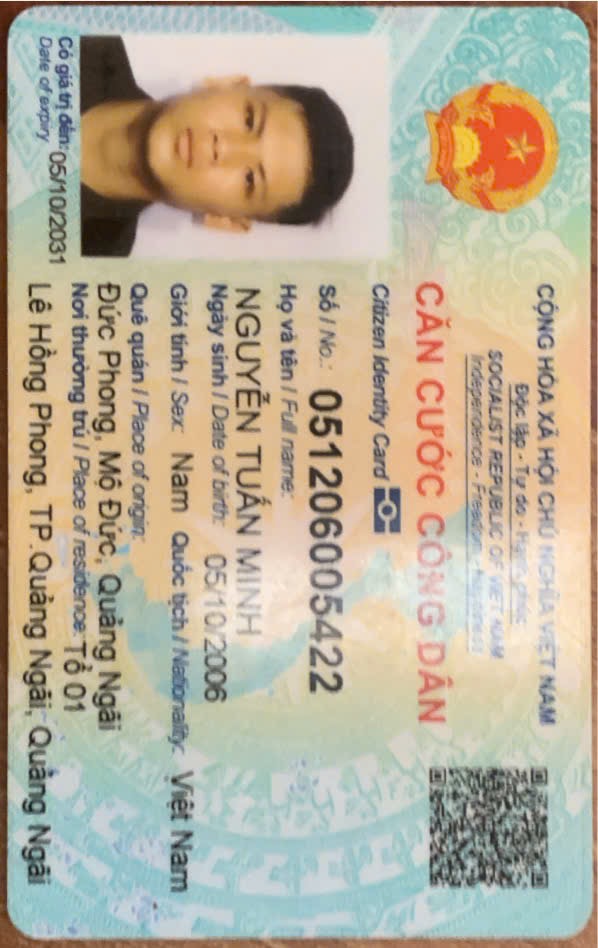 CỘNG HÒA XÃ HỘI CHỦ NGHĨA VIỆT NAM
Độc lập - Tự do - Hạnh phúc
SOCIALIST REPUBLIC OF VIET NAM
Independence - Freedom - Happiness
CĂN CƯỚC CÔNG DÂN
Citizen Identity Card
Số / No.: 051206005422
Họ và tên / Full name:
NGUYỄN TUẤN MINH
Ngày sinh / Date of birth: 05/10/2006
Giới tính / Sex: Nam Quốc tịch / Nationality: Việt Nam
Quê quán / Place of origin:
Đức Phong, Mộ Đức, Quảng Ngãi
Nơi thường trú / Place of residence: Tổ 01
Lê Hồng Phong, TP.Quảng Ngãi, Quảng Ngãi
Có giá trị đến: 05/10/2031
Date of expiry